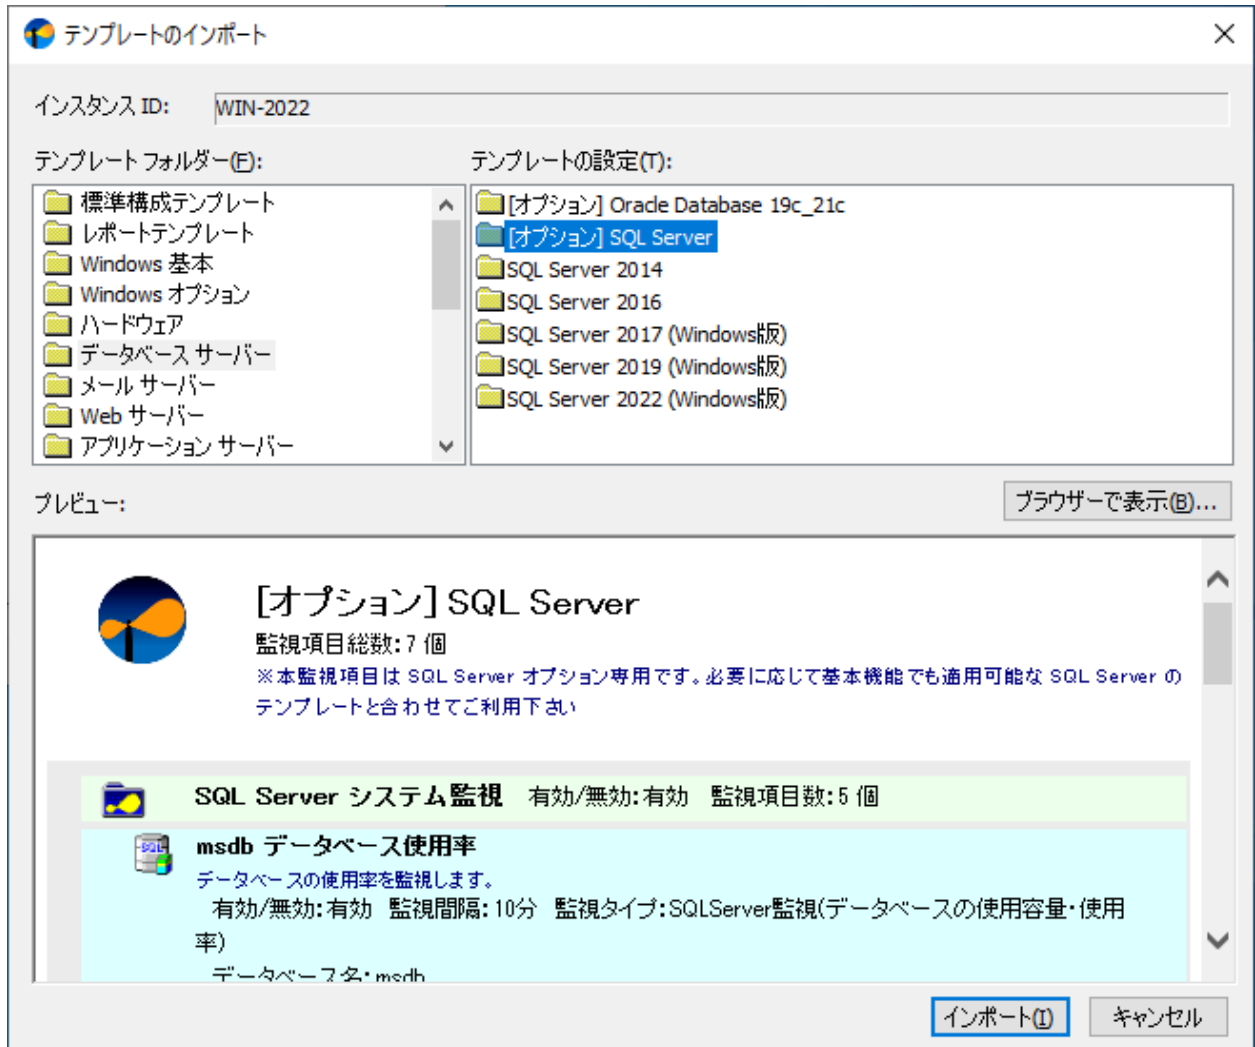 テンプレートのインポート
インスタンス ID: WIN-2022
テンプレート フォルダー(F):
標準構成テンプレート
レポートテンプレート
Windows 基本
Windows オプション
ハードウェア
データベース サーバー
メール サーバー
Web サーバー
アプリケーション サーバー
テンプレートの設定(T):
[オプション] Oracle Database 19c_21c
[オプション] SQL Server
SQL Server 2014
SQL Server 2016
SQL Server 2017 (Windows版)
SQL Server 2019 (Windows版)
SQL Server 2022 (Windows版)
プレビュー:
ブラウザーで表示(B)...
[オプション] SQL Server
監視項目総数:7 個
※本監視項目は SQL Server オプション専用です。必要に応じて基本機能でも適用可能な SQL Server の
テンプレートと合わせてご利用下さい
SQL Server システム監視 有効/無効:有効 監視項目数:5 個
SQL
msdb データベース使用率
データベースの使用率を監視します。
有効/無効:有効 監視間隔:10分 監視タイプ:SQLServer監視(データベースの使用容量・使用
率)
データベース名:msdb
インポート(I)
キャンセル